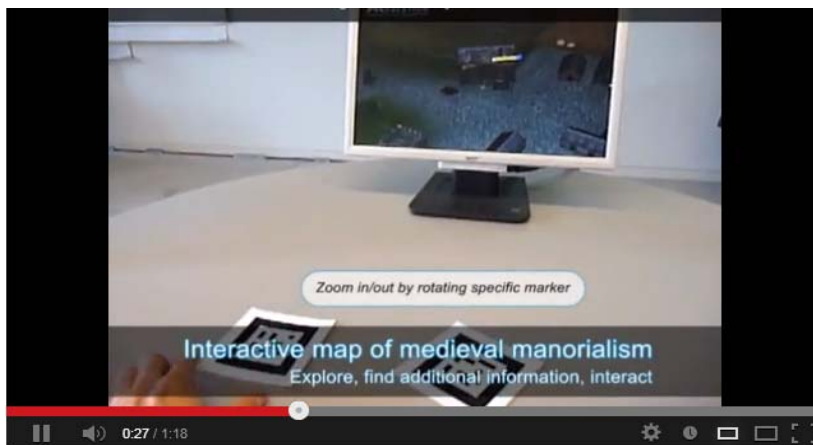 Zoom in/out by rotating specific marker
Interactive map of medieval manorialism
Explore, find additional information, interact
0:27 / 1:18